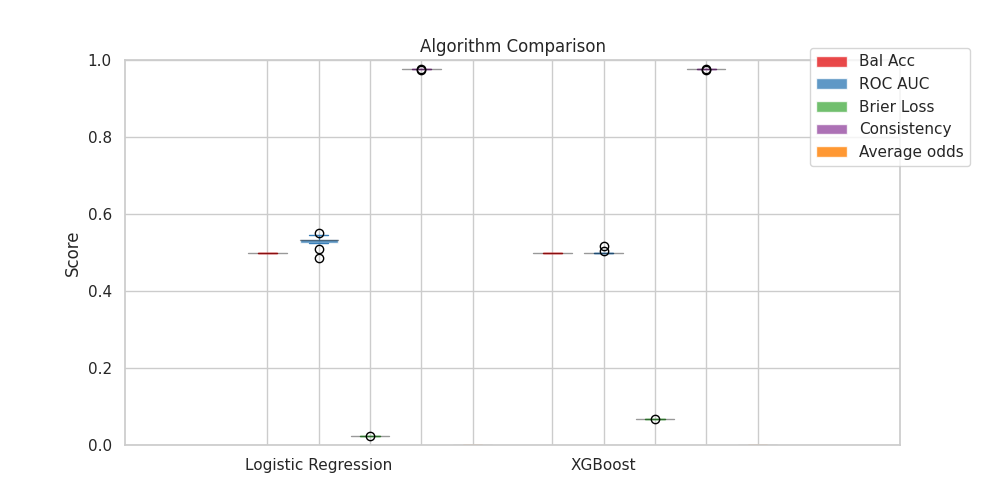 Algorithm Comparison
1.0
0.8
0.6
0.4
0.2
0.0
Score
Logistic Regression
XGBoost
Bal Acc
ROC AUC
Brier Loss
Consistency
Average odds